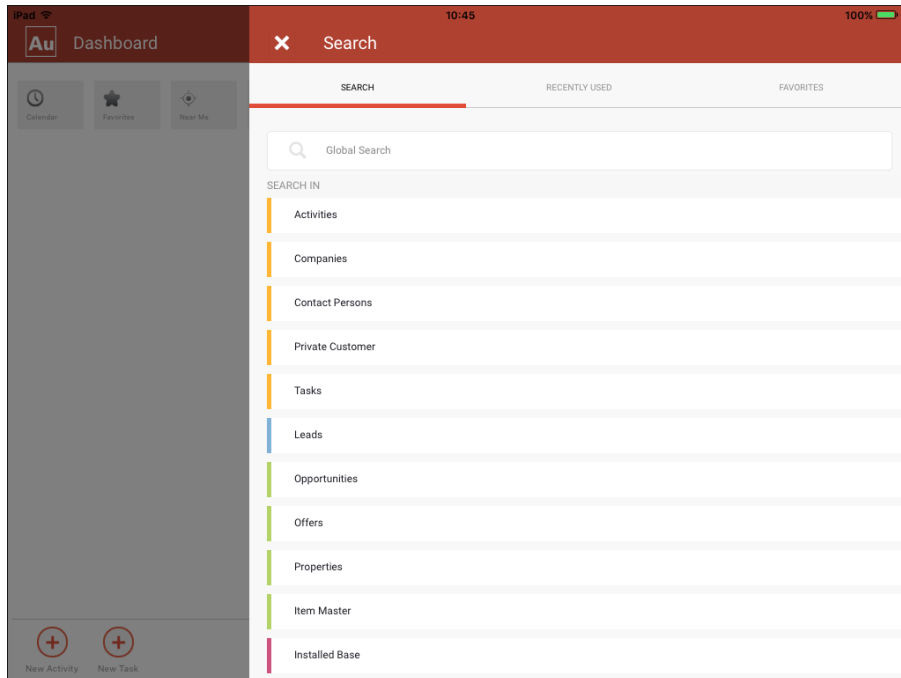 iPad 10:45 100%
Au Dashboard Search
SEARCH RECENTLY USED FAVORITES
Calendar Favorites Near Me
Global Search
SEARCH IN
Activities
Companies
Contact Persons
Private Customer
Tasks
Leads
Opportunities
Offers
Properties
Item Master
Installed Base
New Activity New Task